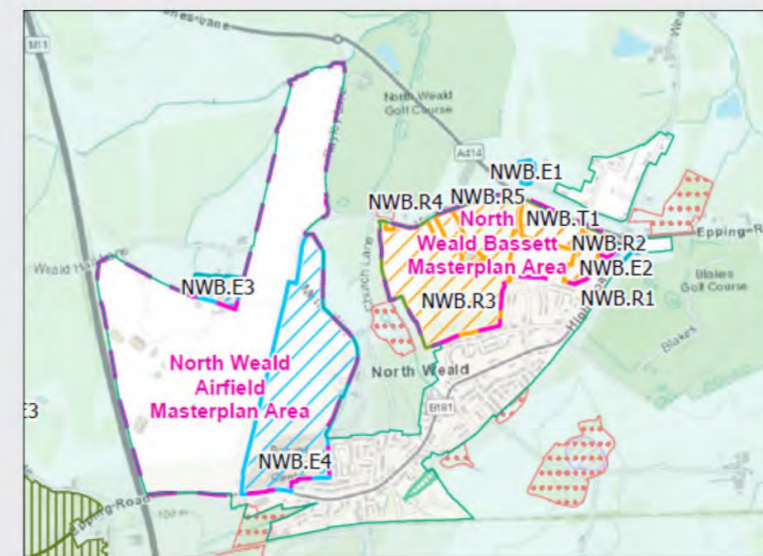 M11
North Weald
Golf Course
A414
NWB.E1
NWB.R4
NWB.R5
North
Weald Bassett
Masterplan Area
NWB.T1
Epping-R
NWB.R2
NWB.E2
NWB.R1
Blakes
Golf Course
Blakes
Church Lane
NWB.R3
NWB.E3
North Weald
Airfield
Masterplan Area
North Weald
B181
NWB.E4
E3
Epping-Road
100 m